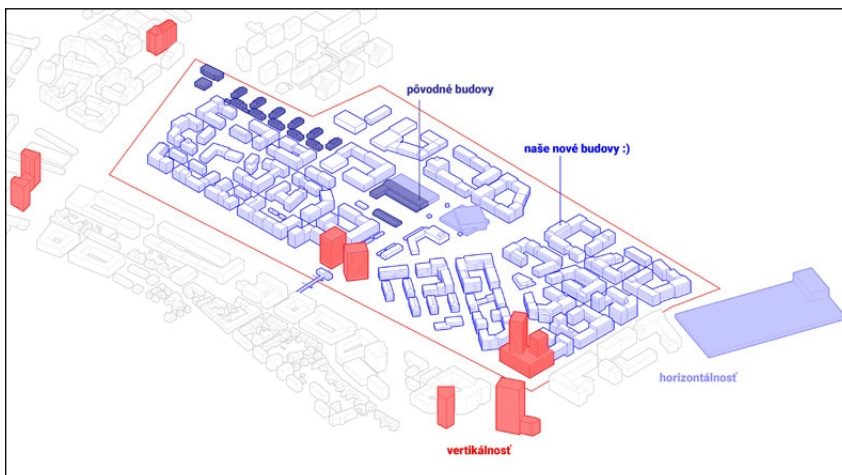 pôvodné budovy
naše nové budovy :)
horizontálnosť
vertikálnosť